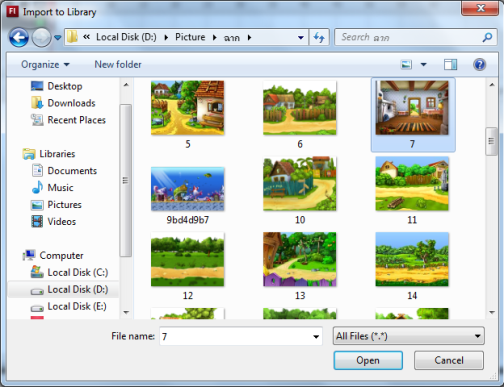 Fl Import to Library
« Local Disk (D:) ▸ Picture ▸ ฉาก ▸
Search ฉาก
Organize ▾ New folder
Desktop
Downloads
Recent Places
Libraries
Documents
Music
Pictures
Videos
Computer
Local Disk (C:)
Local Disk (D:)
Local Disk (E:)
5 6 7
9bd4d9b7 10 11
12 13 14
File name: 7
All Files (*.*)
Open Cancel